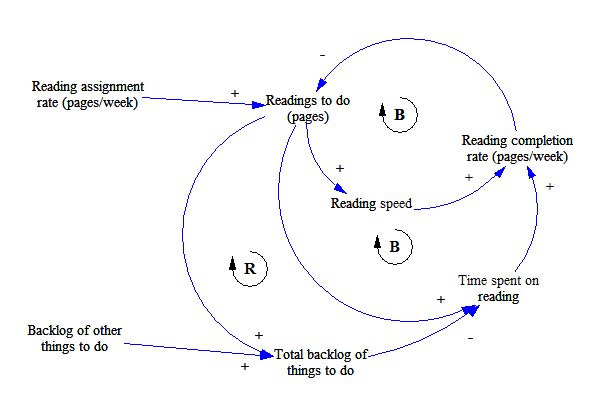 -
Reading assignment
rate (pages/week)
+
Readings to do
(pages)
B
Reading completion
rate (pages/week)
+
+
+
Reading speed
B
R
Time spent on
reading
+
Backlog of other
things to do
+
+
Total backlog of
things to do
-